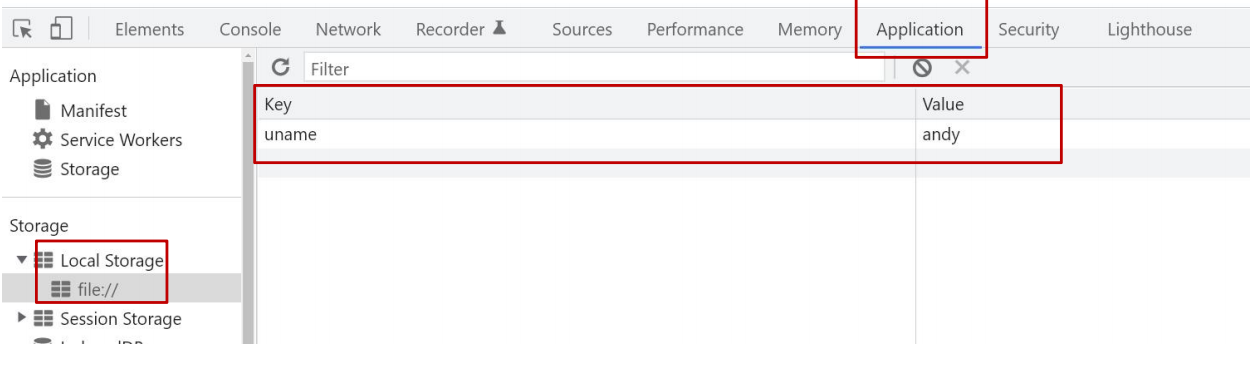 Elements Console Network Recorder Sources Performance Memory Application Security Lighthouse
Application
Filter
Manifest
Service Workers
Storage
Key Value
uname andy
Storage
Local Storage
file://
Session Storage